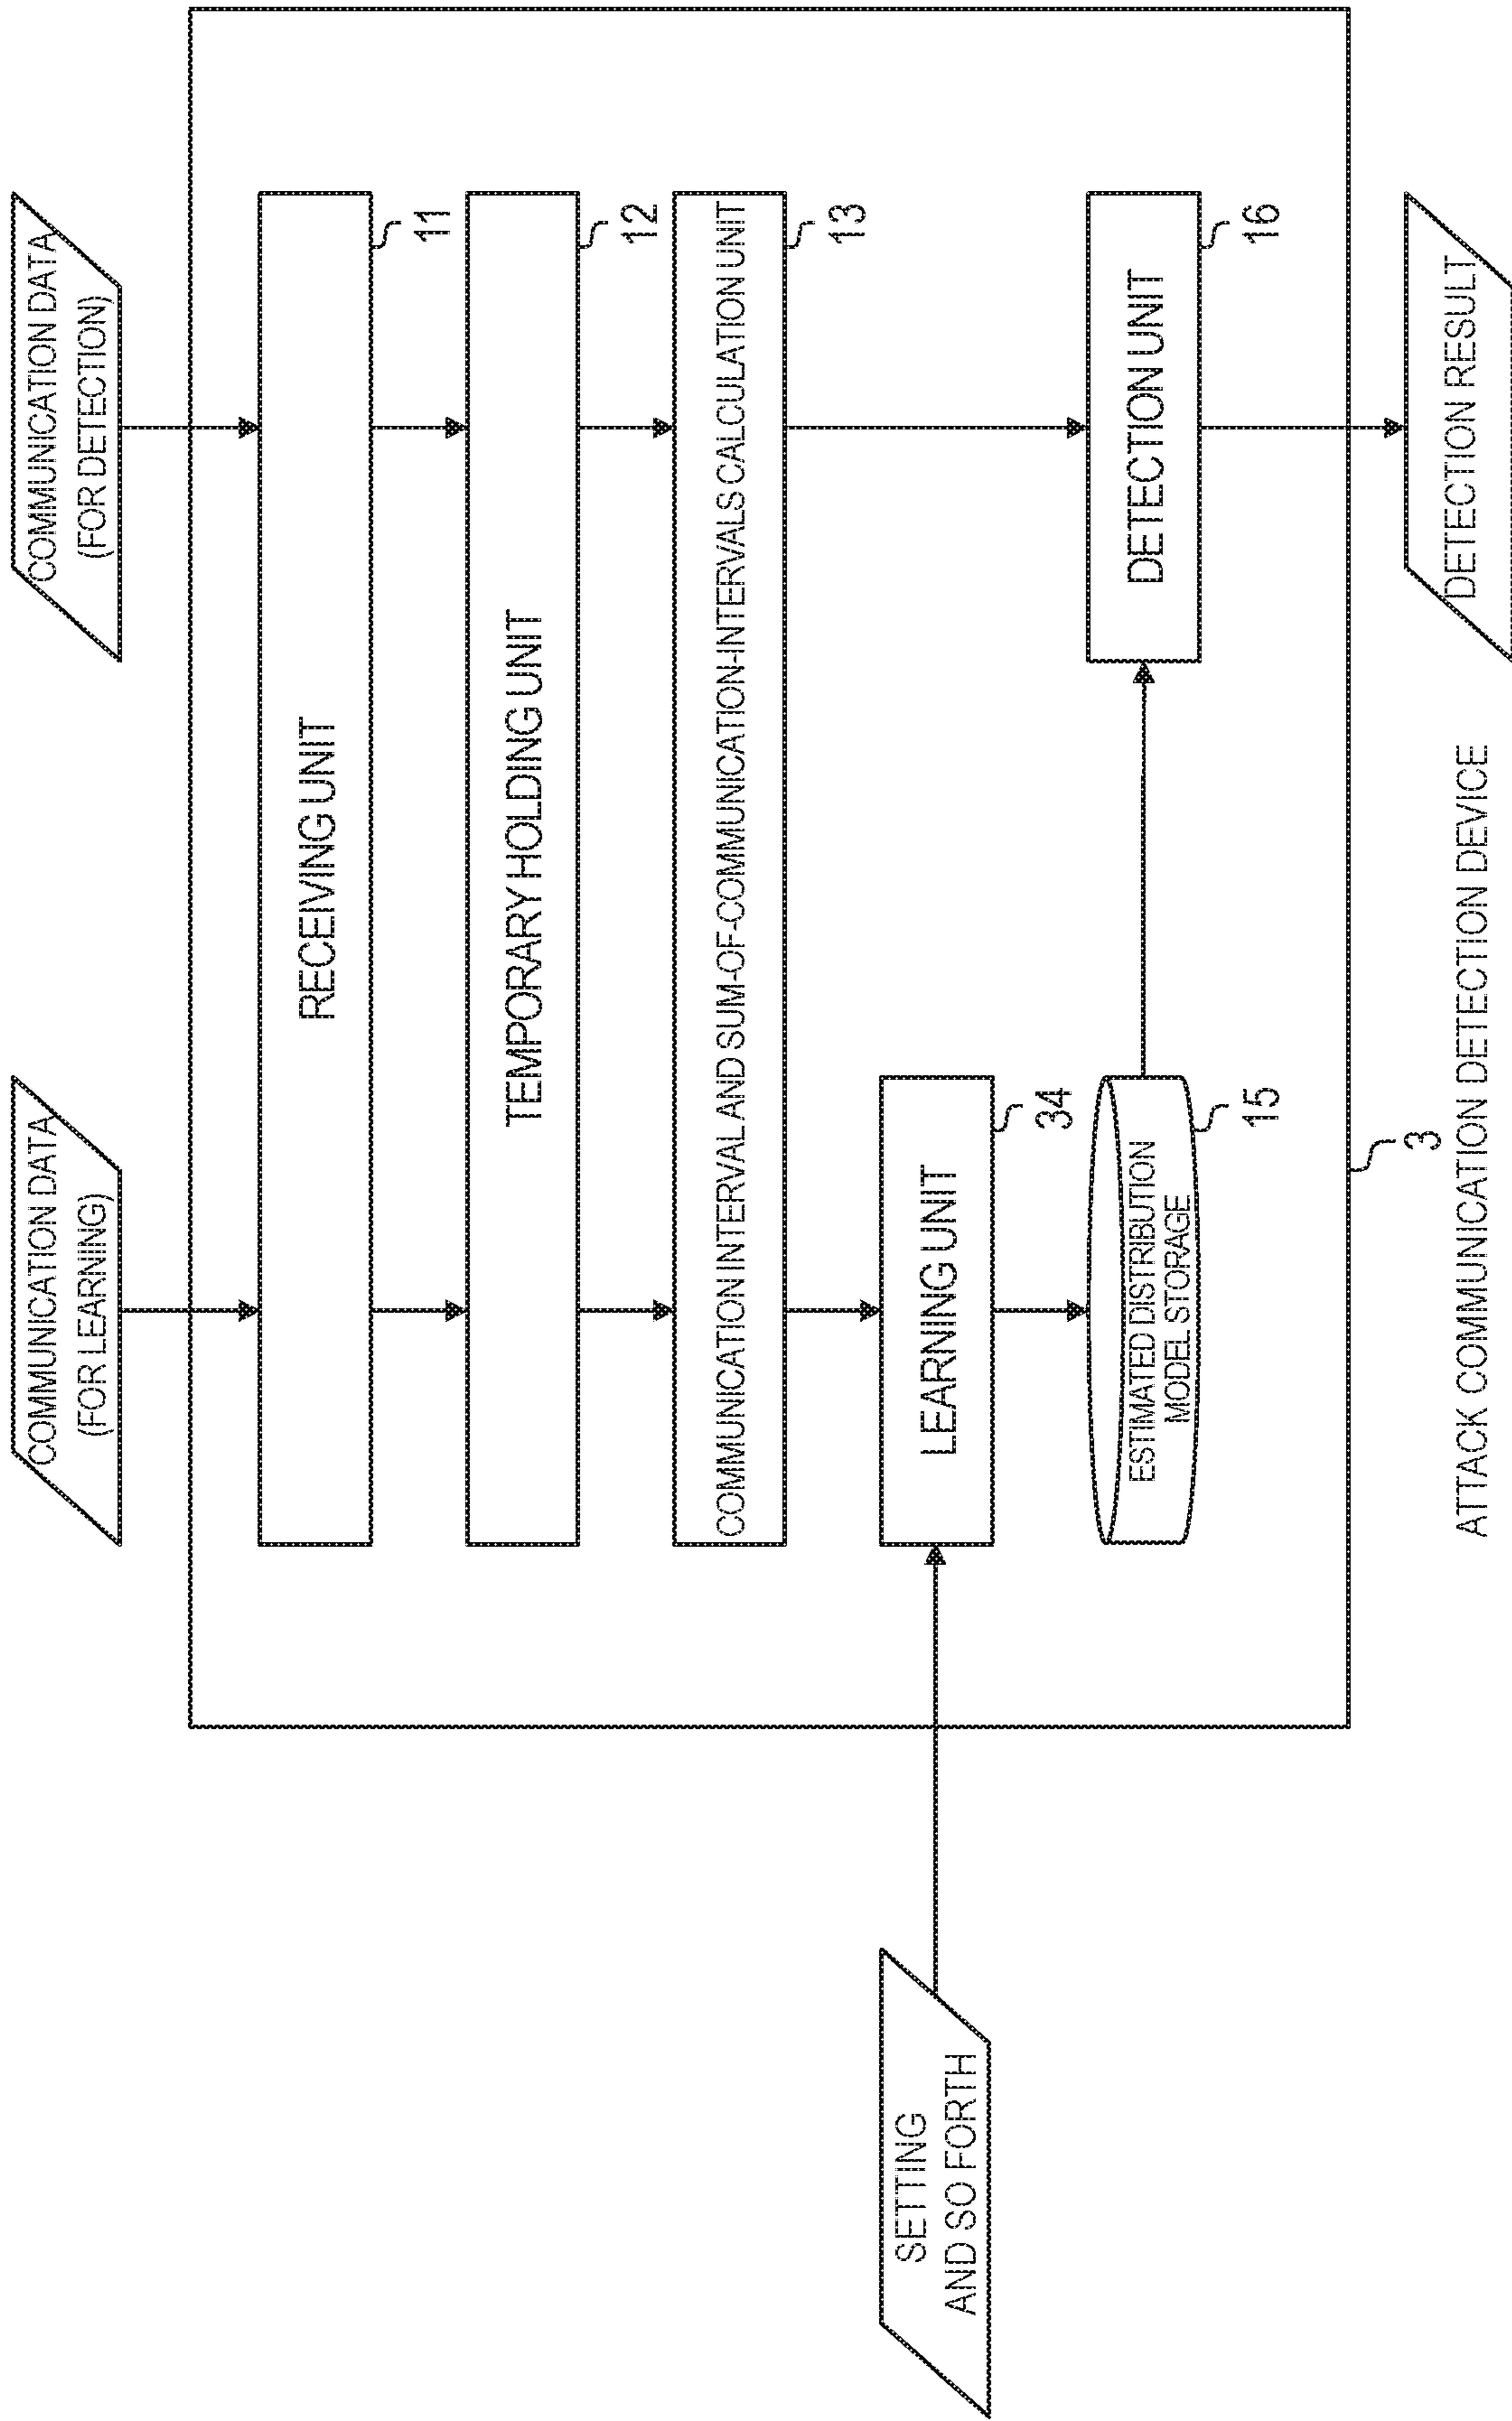 COMMUNICATION DATA
(FOR LEARNING)
COMMUNICATION DATA
(FOR DETECTION)
RECEIVING UNIT
11
TEMPORARY HOLDING UNIT
12
COMMUNICATION INTERVAL AND SUM-OF-COMMUNICATION-INTERVALS CALCULATION UNIT
13
SETTING
AND SO FORTH
LEARNING UNIT
34
ESTIMATED DISTRIBUTION
MODEL STORAGE
15
DETECTION UNIT
16
3
ATTACK COMMUNICATION DETECTION DEVICE
DETECTION RESULT